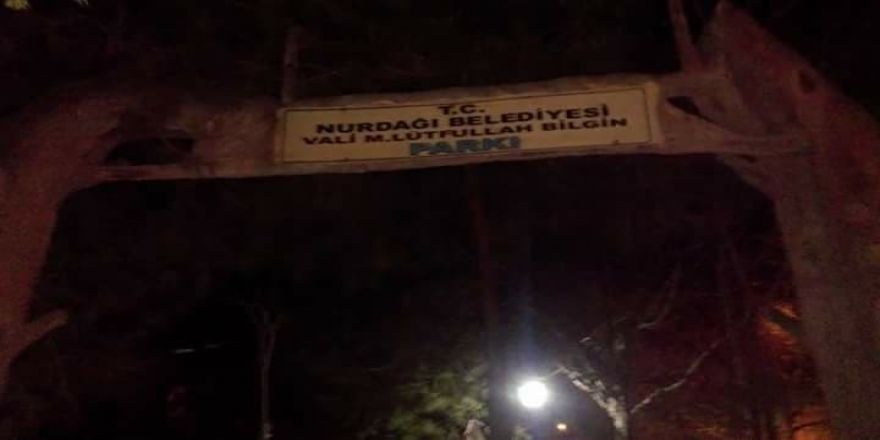 T.C.
NURDAĞI BELEDİYESİ
VALİ M.LÜTFULLAH BİLGİN
PARKI